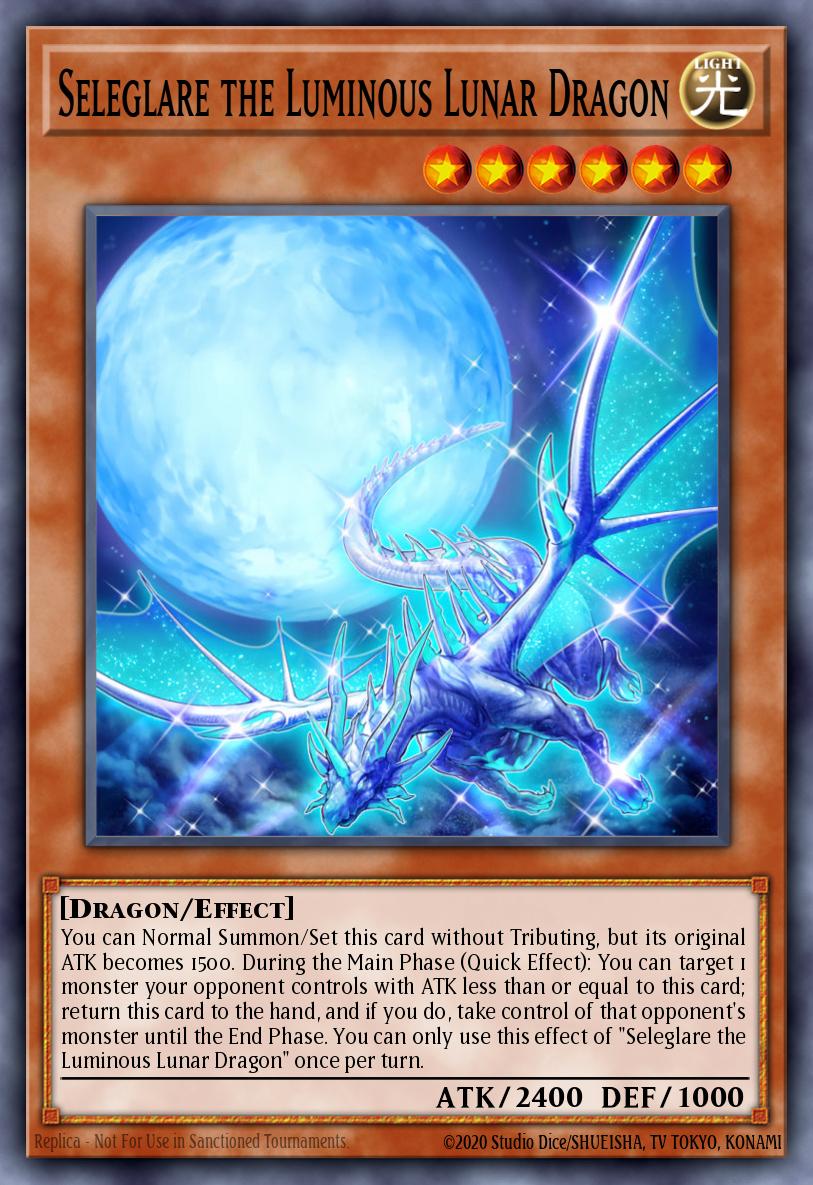 Seleglare the Luminous Lunar Dragon
LIGHT
光
[Dragon/Effect]
You can Normal Summon/Set this card without Tributing, but its original
ATK becomes 1500. During the Main Phase (Quick Effect): You can target 1
monster your opponent controls with ATK less than or equal to this card;
return this card to the hand, and if you do, take control of that opponent's
monster until the End Phase. You can only use this effect of "Seleglare the
Luminous Lunar Dragon" once per turn.
ATK/2400 DEF/1000
Replica - Not For Use in Sanctioned Tournaments.
©2020 Studio Dice/SHUEISHA, TV TOKYO, KONAMI